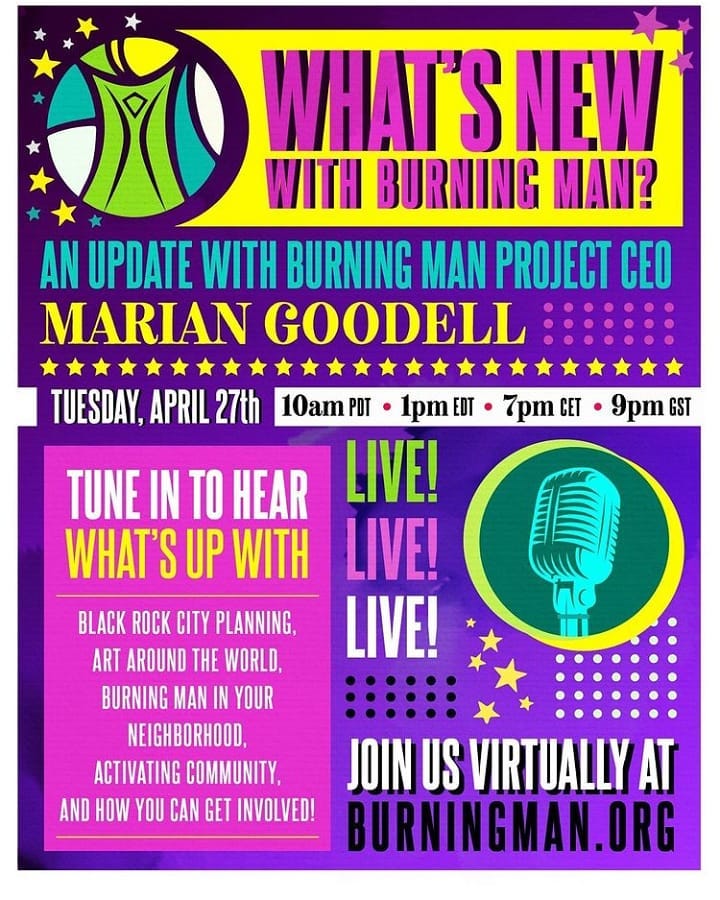 WHAT'S NEW
WITH BURNING MAN?
AN UPDATE WITH BURNING MAN PROJECT CEO
MARIAN GOODELL
TUESDAY, APRIL 27th 10am PDT • 1pm EDT • 7pm CET • 9pm GST
TUNE IN TO HEAR
WHAT'S UP WITH
BLACK ROCK CITY PLANNING,
ART AROUND THE WORLD,
BURNING MAN IN YOUR
NEIGHBORHOOD,
ACTIVATING COMMUNITY,
AND HOW YOU CAN GET INVOLVED!
LIVE!
LIVE!
LIVE!
JOIN US VIRTUALLY AT
BURNINGMAN.ORG